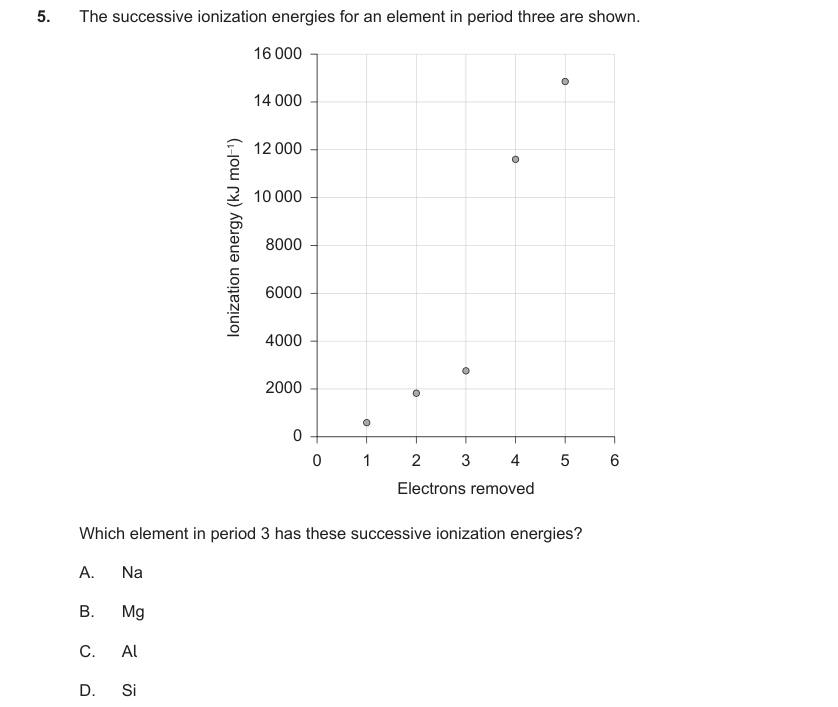 5. The successive ionization energies for an element in period three are shown.
16 000
14 000
12 000
10 000
8000
6000
4000
2000
0
Ionization energy (kJ mol⁻¹)
0 1 2 3 4 5 6
Electrons removed
Which element in period 3 has these successive ionization energies?
A. Na
B. Mg
C. Al
D. Si